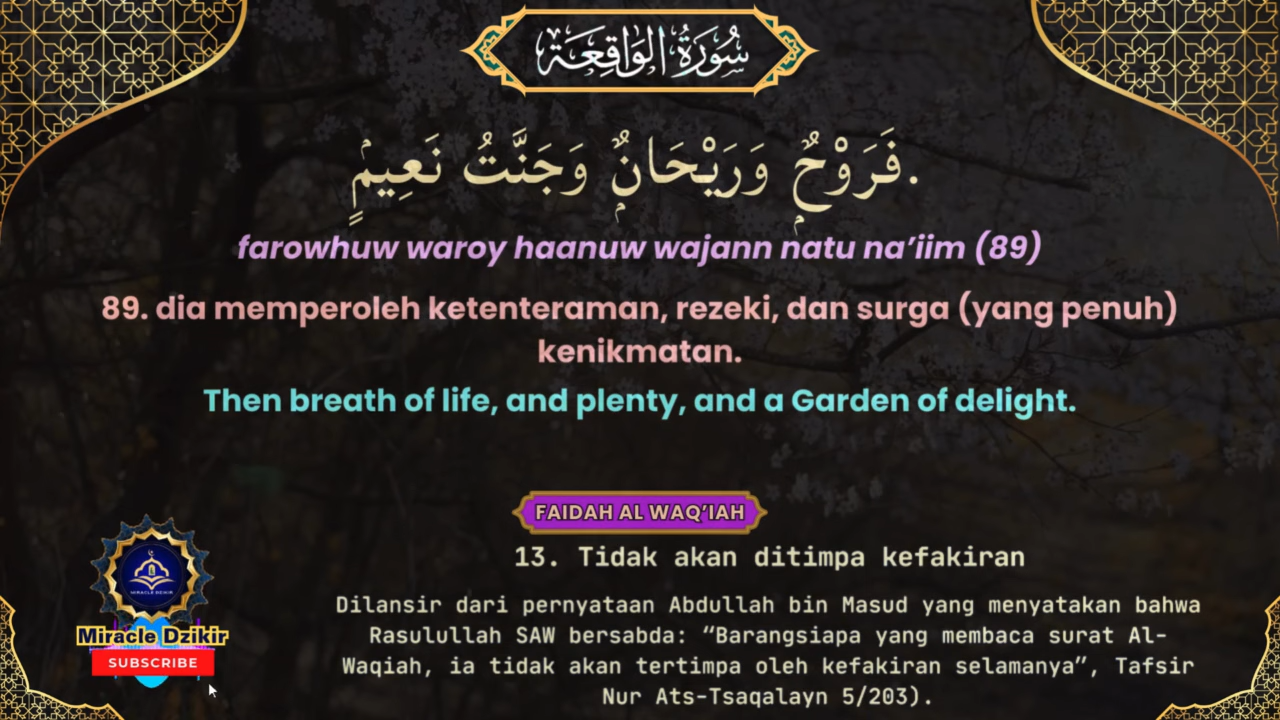 سُورَةُ الوَاقِعَة
فَرَوْحٌۭ وَرَيْحَانٌۭ وَجَنَّتُ نَعِيمٍۢ.
farowhuw waroy haanuw wajann natu na’iim (89)
89. dia memperoleh ketenteraman, rezeki, dan surga (yang penuh)
kenikmatan.
Then breath of life, and plenty, and a Garden of delight.
FAIDAH AL WAQ’IAH
13. Tidak akan ditimpa kefakiran
Dilansir dari pernyataan Abdullah bin Masud yang menyatakan bahwa
Rasulullah SAW bersabda: “Barangsiapa yang membaca surat Al-
Waqiah, ia tidak akan tertimpa oleh kefakiran selamanya”, Tafsir
Nur Ats-Tsaqalayn 5/203).
MIRACLE DZIKIR
Miracle Dzikir
SUBSCRIBE